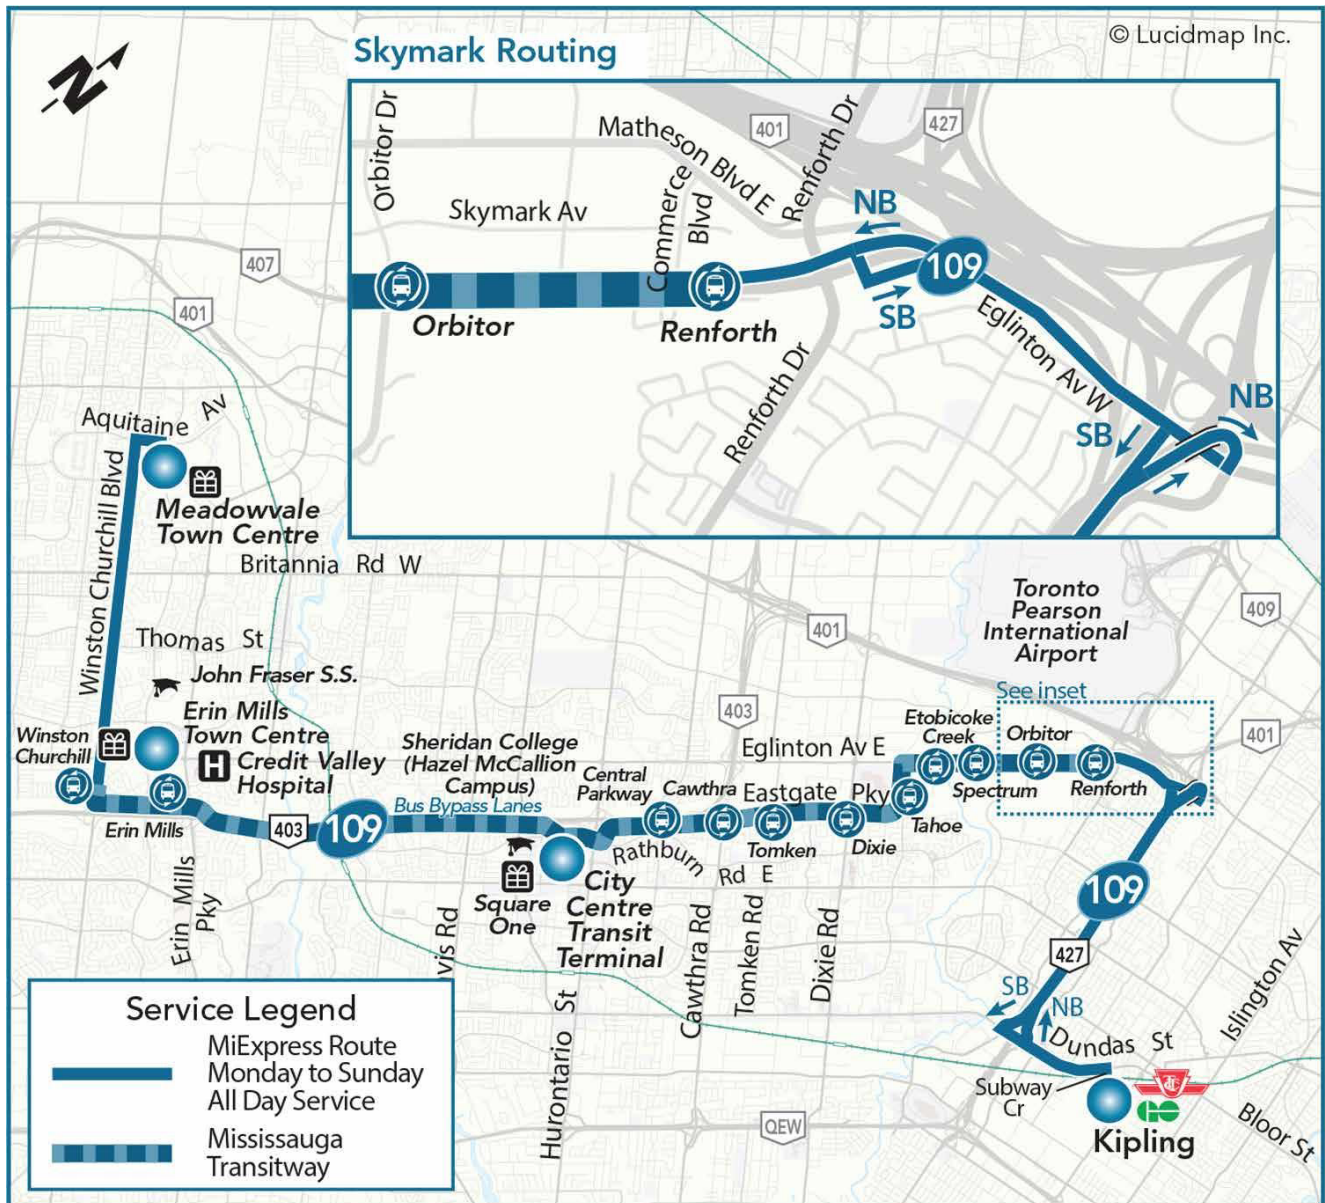 © Lucidmap Inc.
N
Skymark Routing
Orbitor Dr
Matheson Blvd E
401
Renforth Dr
427
Skymark Av
Commerce
Blvd
NB
109
SB
Orbitor
Renforth
Renforth Dr
Eglinton Av W
NB
SB
407
401
Aquitaine Av
Winston Churchill Blvd
Meadowvale
Town Centre
Britannia Rd W
Thomas St
John Fraser S.S.
Erin Mills
Town Centre
Winston
Churchill
H
Credit Valley
Hospital
Erin Mills
403
109
Erin Mills
Pky
Sheridan College
(Hazel McCallion
Campus)
Bus Bypass Lanes
Square
One
City
Centre
Transit
Terminal
Central
Parkway
Cawthra
403
Eglinton Av E
Eastgate Pky
Rathburn
Rd E
Tomken
Dixie
Tahoe
Etobicoke
Creek
Spectrum
401
Toronto
Pearson
International
Airport
409
See inset
Orbitor
Renforth
401
109
427
SB
NB
Dundas St
Islington Av
Subway
Cr
Kipling
TTC
GO
Bloor St
vis Rd
Hurontario St
Cawthra Rd
Tomken Rd
Dixie Rd
QEW
Service Legend
MiExpress Route
Monday to Sunday
All Day Service
Mississauga
Transitway